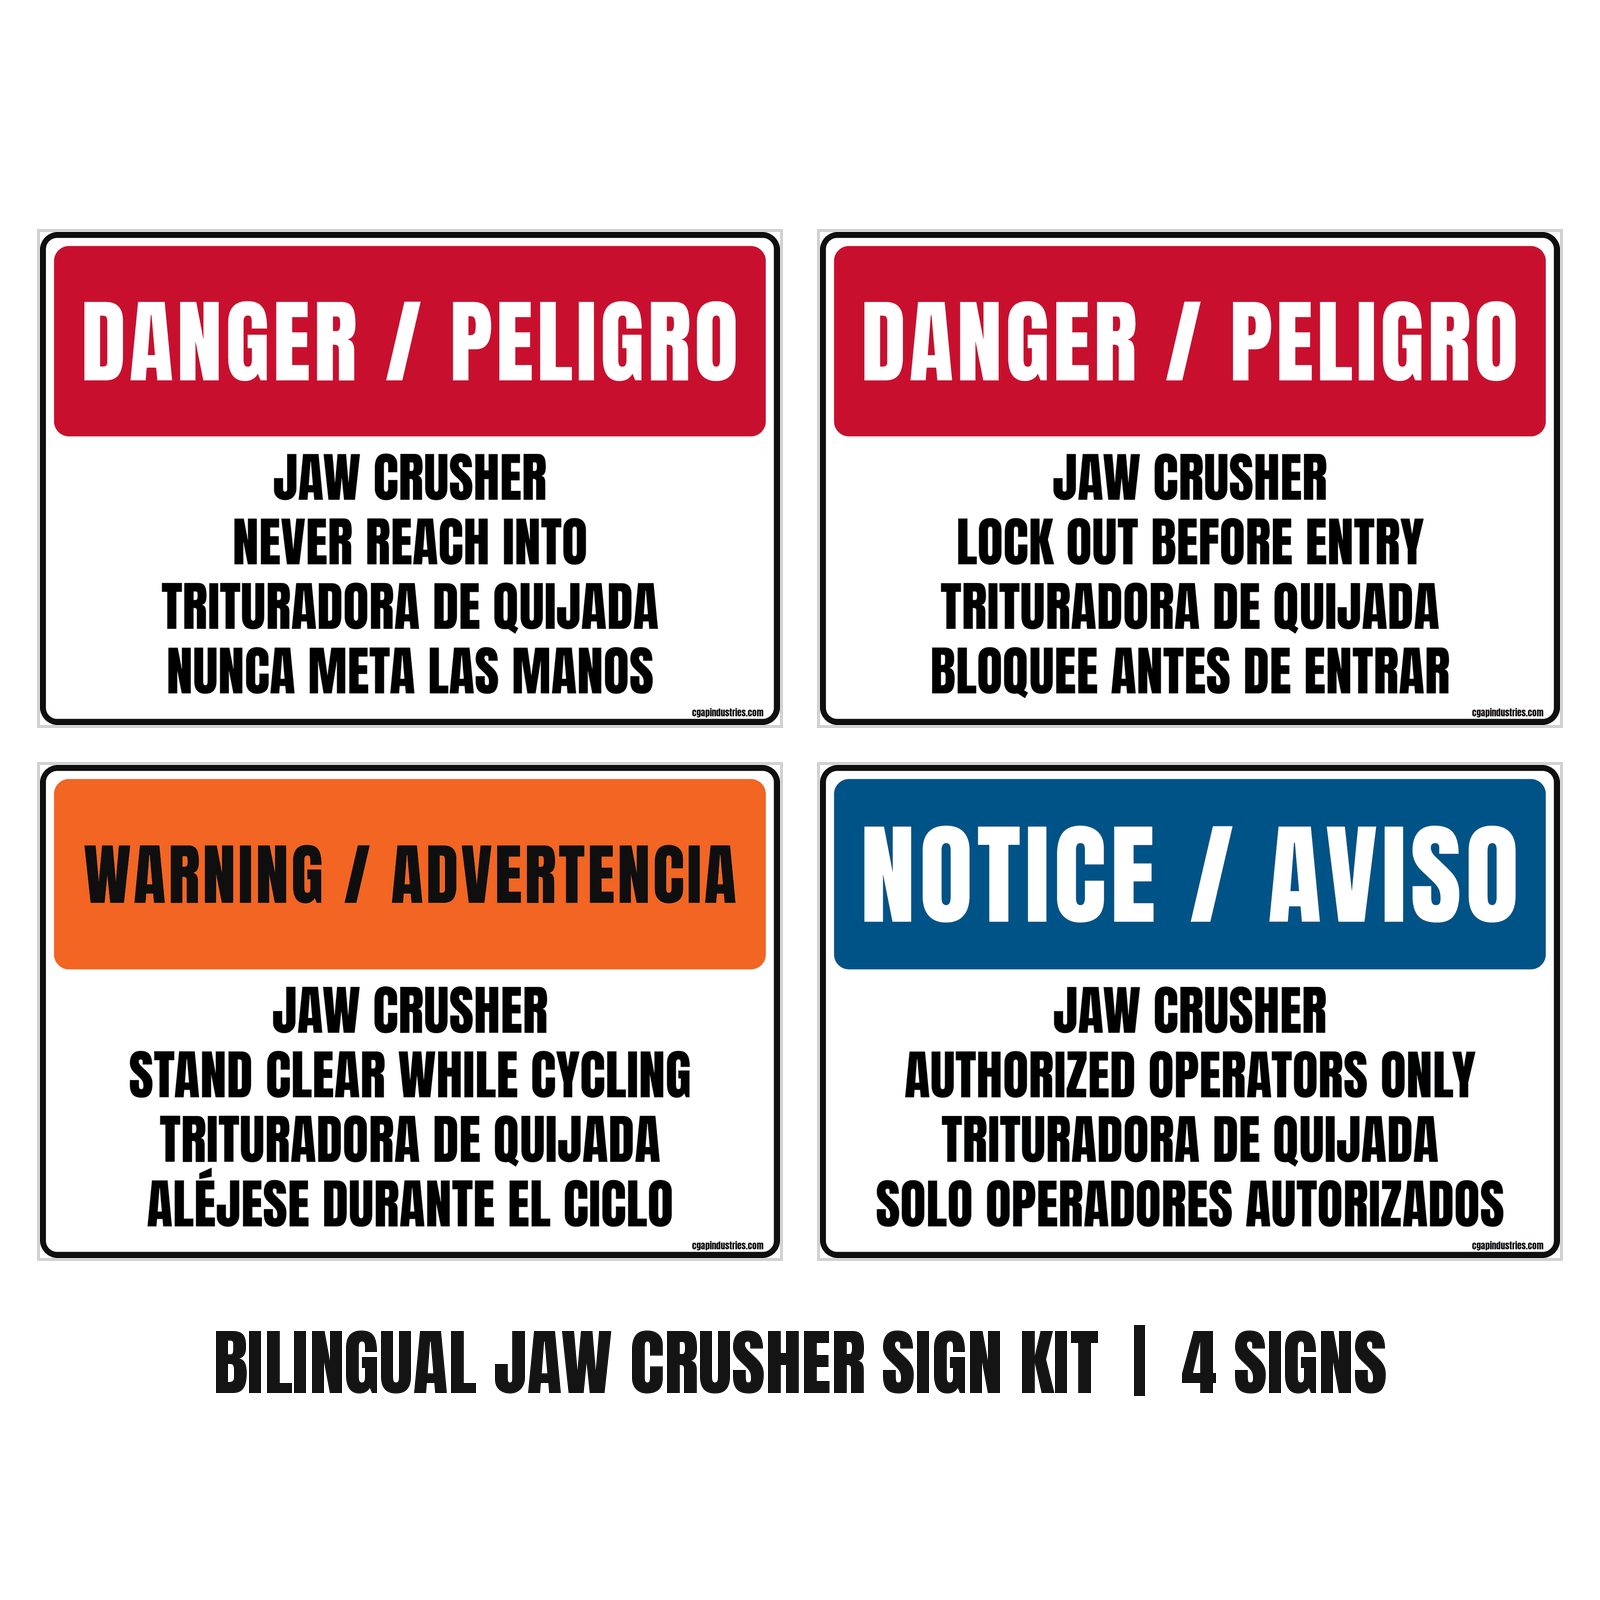 DANGER / PELIGRO
JAW CRUSHER
NEVER REACH INTO
TRITURADORA DE QUIJADA
NUNCA META LAS MANOS
cgapindustries.com
DANGER / PELIGRO
JAW CRUSHER
LOCK OUT BEFORE ENTRY
TRITURADORA DE QUIJADA
BLOQUEE ANTES DE ENTRAR
cgapindustries.com
WARNING / ADVERTENCIA
JAW CRUSHER
STAND CLEAR WHILE CYCLING
TRITURADORA DE QUIJADA
ALÉJESE DURANTE EL CICLO
cgapindustries.com
NOTICE / AVISO
JAW CRUSHER
AUTHORIZED OPERATORS ONLY
TRITURADORA DE QUIJADA
SOLO OPERADORES AUTORIZADOS
cgapindustries.com
BILINGUAL JAW CRUSHER SIGN KIT | 4 SIGNS